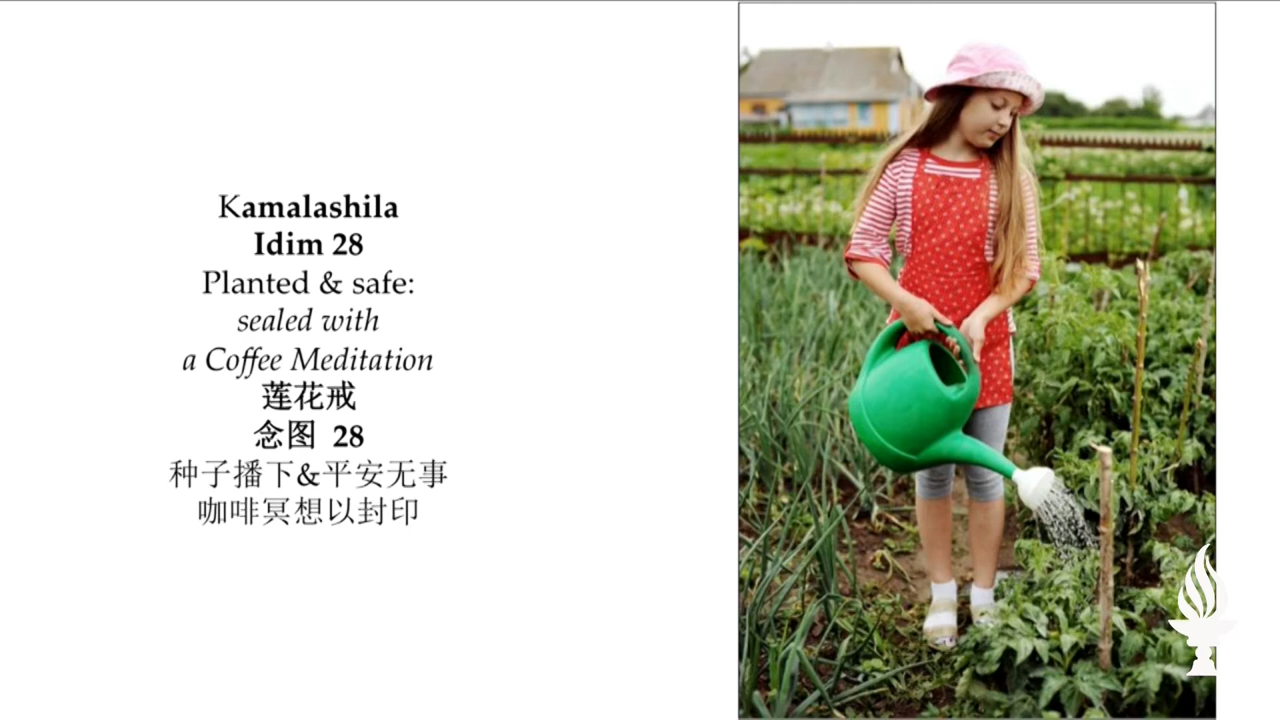 Kamalashila
Idim 28
Planted & safe:
sealed with
a Coffee Meditation
莲花戒
念图 28
种子播下&平安无事
咖啡冥想以封印